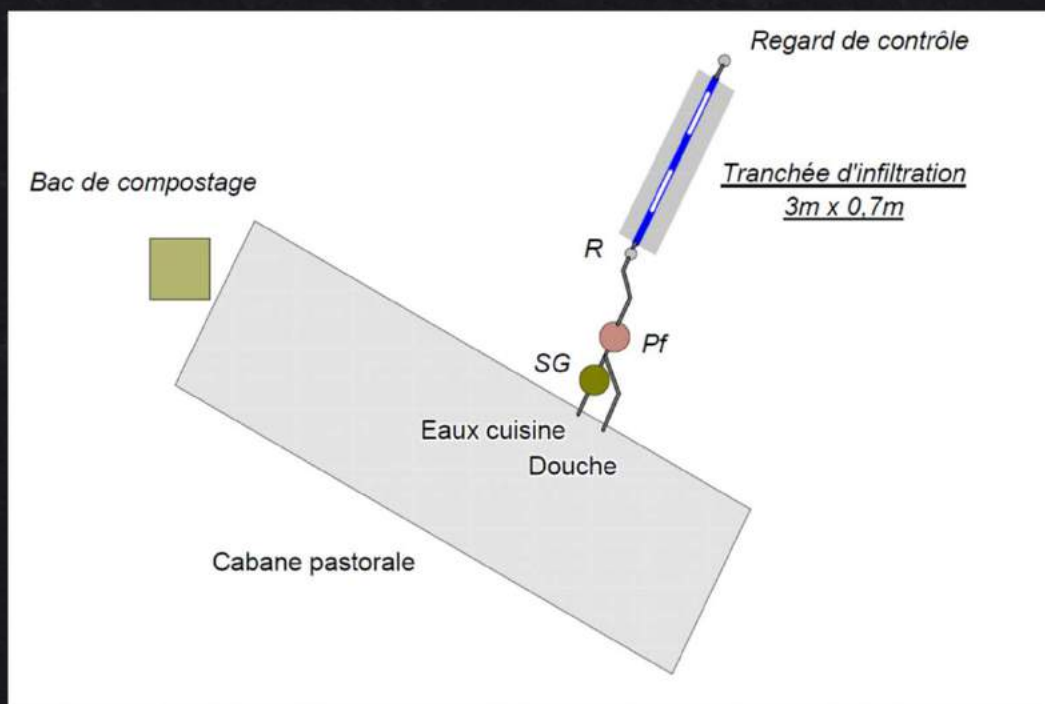 Regard de contrôle
Bac de compostage
Tranchée d'infiltration
3m x 0,7m
R
Pf
SG
Eaux cuisine
Douche
Cabane pastorale